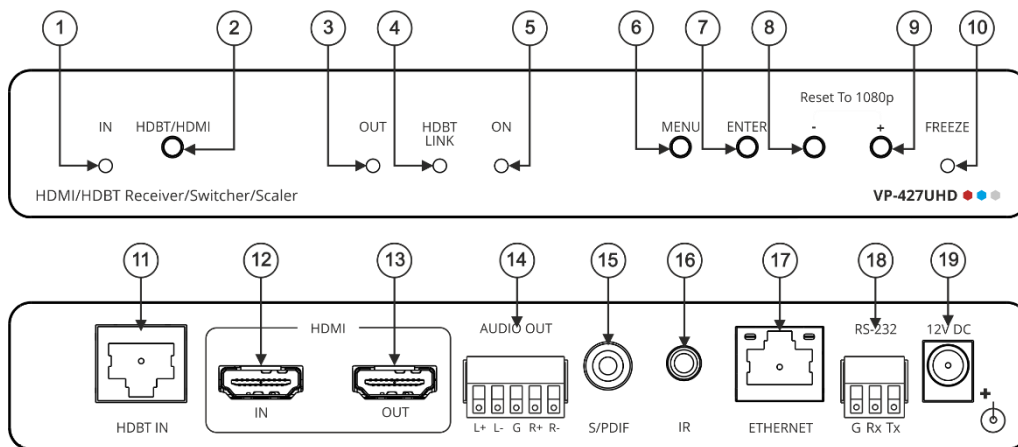 1 2 3 4 5 6 7 8 9 10
Reset To 1080p
IN HDBT/HDMI OUT HDBT LINK ON MENU ENTER - + FREEZE
HDMI/HDBT Receiver/Switcher/Scaler VP-427UHD
11 12 13 14 15 16 17 18 19
HDMI AUDIO OUT RS-232 12V DC
+
IN OUT
HDBT IN L+ L- G R+ R- S/PDIF IR ETHERNET G Rx Tx